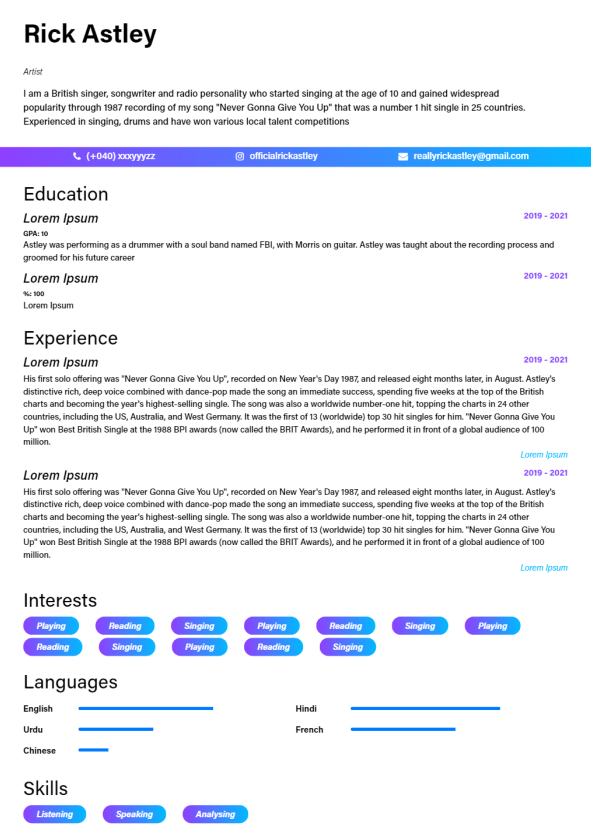 Rick Astley
Artist
I am a British singer, songwriter and radio personality who started singing at the age of 10 and gained widespread
popularity through 1987 recording of my song "Never Gonna Give You Up" that was a number 1 hit single in 25 countries.
Experienced in singing, drums and have won various local talent competitions
(+040) xxxyyyzz officialrickastley reallyrickastley@gmail.com
Education
Lorem Ipsum 2019 - 2021
GPA: 10
Astley was performing as a drummer with a soul band named FBI, with Morris on guitar. Astley was taught about the recording process and
groomed for his future career
Lorem Ipsum 2019 - 2021
%: 100
Lorem Ipsum
Experience
Lorem Ipsum 2019 - 2021
His first solo offering was "Never Gonna Give You Up", recorded on New Year's Day 1987, and released eight months later, in August. Astley's
distinctive rich, deep voice combined with dance-pop made the song an immediate success, spending five weeks at the top of the British
charts and becoming the year's highest-selling single. The song was also a worldwide number-one hit, topping the charts in 24 other
countries, including the US, Australia, and West Germany. It was the first of 13 (worldwide) top 30 hit singles for him. "Never Gonna Give You
Up" won Best British Single at the 1988 BPI awards (now called the BRIT Awards), and he performed it in front of a global audience of 100
million.
Lorem Ipsum
Lorem Ipsum 2019 - 2021
His first solo offering was "Never Gonna Give You Up", recorded on New Year's Day 1987, and released eight months later, in August. Astley's
distinctive rich, deep voice combined with dance-pop made the song an immediate success, spending five weeks at the top of the British
charts and becoming the year's highest-selling single. The song was also a worldwide number-one hit, topping the charts in 24 other
countries, including the US, Australia, and West Germany. It was the first of 13 (worldwide) top 30 hit singles for him. "Never Gonna Give You
Up" won Best British Single at the 1988 BPI awards (now called the BRIT Awards), and he performed it in front of a global audience of 100
million.
Lorem Ipsum
Interests
Playing Reading Singing Playing Reading Singing Playing
Reading Singing Playing Reading Singing
Languages
English Hindi
Urdu French
Chinese
Skills
Listening Speaking Analysing